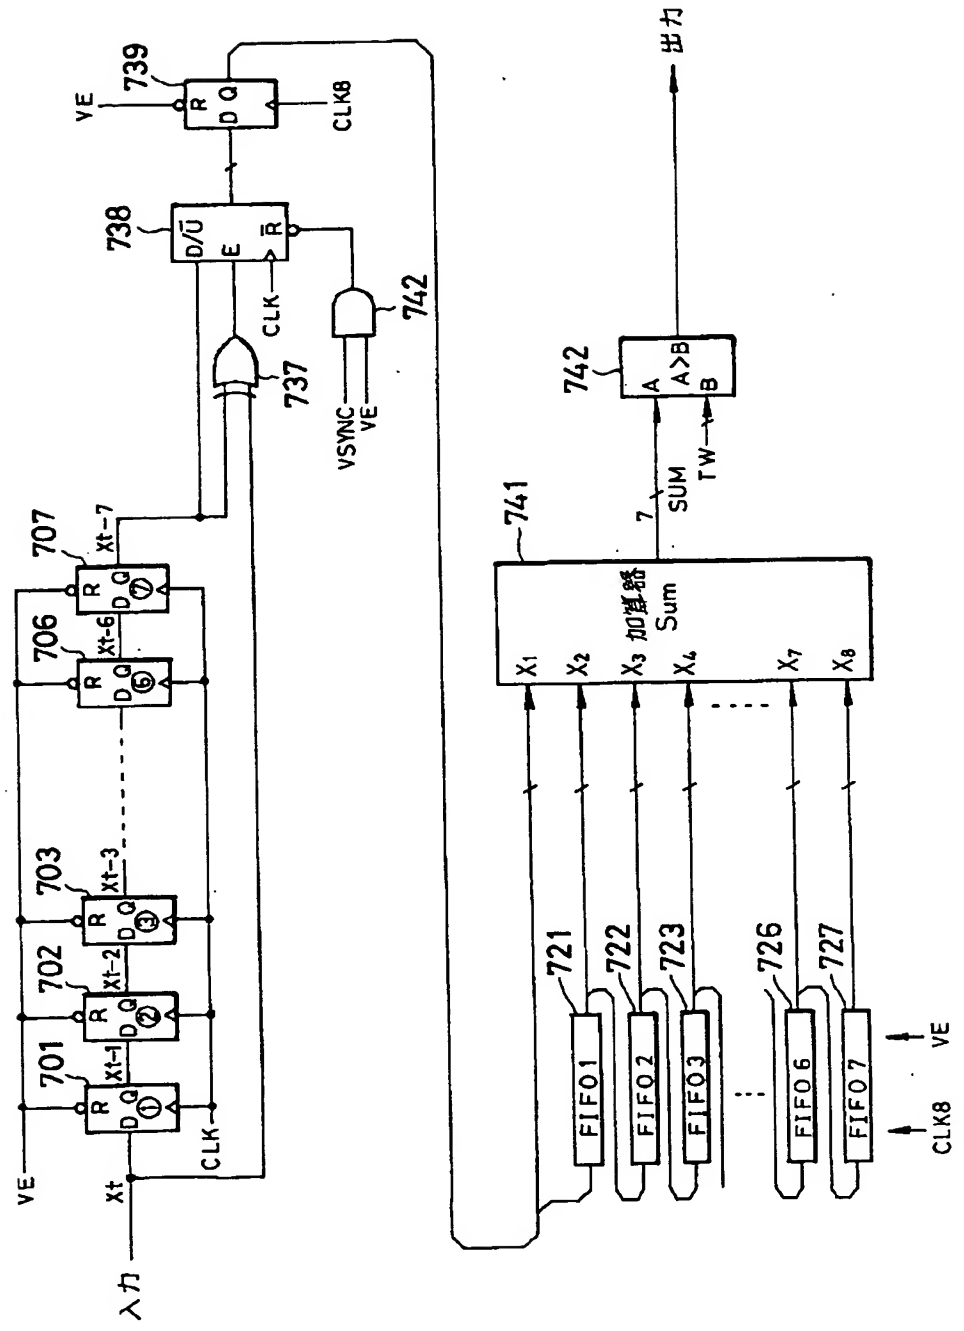 VE
Xt
入力
701
R
D Q
①
Xt-1
702
R
D Q
②
Xt-2
703
R
D Q
③
Xt-3
706
R
D Q
⑥
Xt-6
707
R
D Q
⑦
Xt-7
CLK
737
738
D/U̅
E
R̅
CLK
VSYNC
VE
742
739
VE
R
D Q
CLK8
721
FIFO1
722
FIFO2
723
FIFO3
726
FIFO6
727
FIFO7
CLK8
VE
741
X1
X2
X3
X4
X7
X8
加算器
Sum
7
SUM
TW
742
A
A>B
B
出力